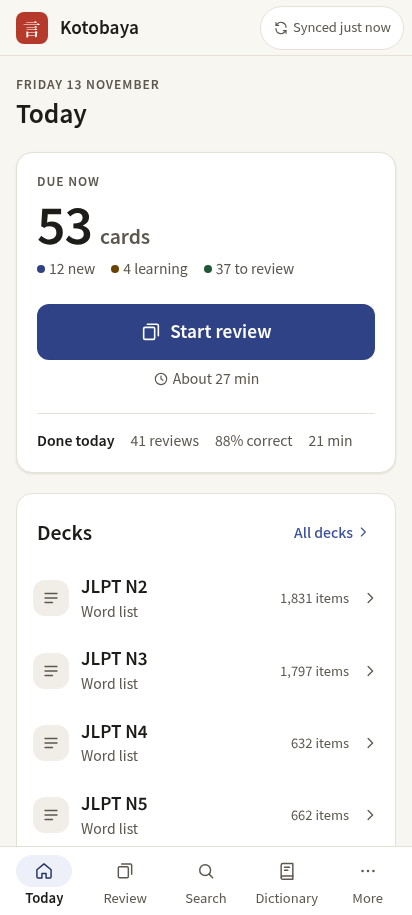 言 Kotobaya Synced just now
FRIDAY 13 NOVEMBER
Today
DUE NOW
53 cards
12 new 4 learning 37 to review
Start review
About 27 min
Done today 41 reviews 88% correct 21 min
Decks All decks
JLPT N2
Word list
1,831 items
JLPT N3
Word list
1,797 items
JLPT N4
Word list
632 items
JLPT N5
Word list
662 items
Today Review Search Dictionary More